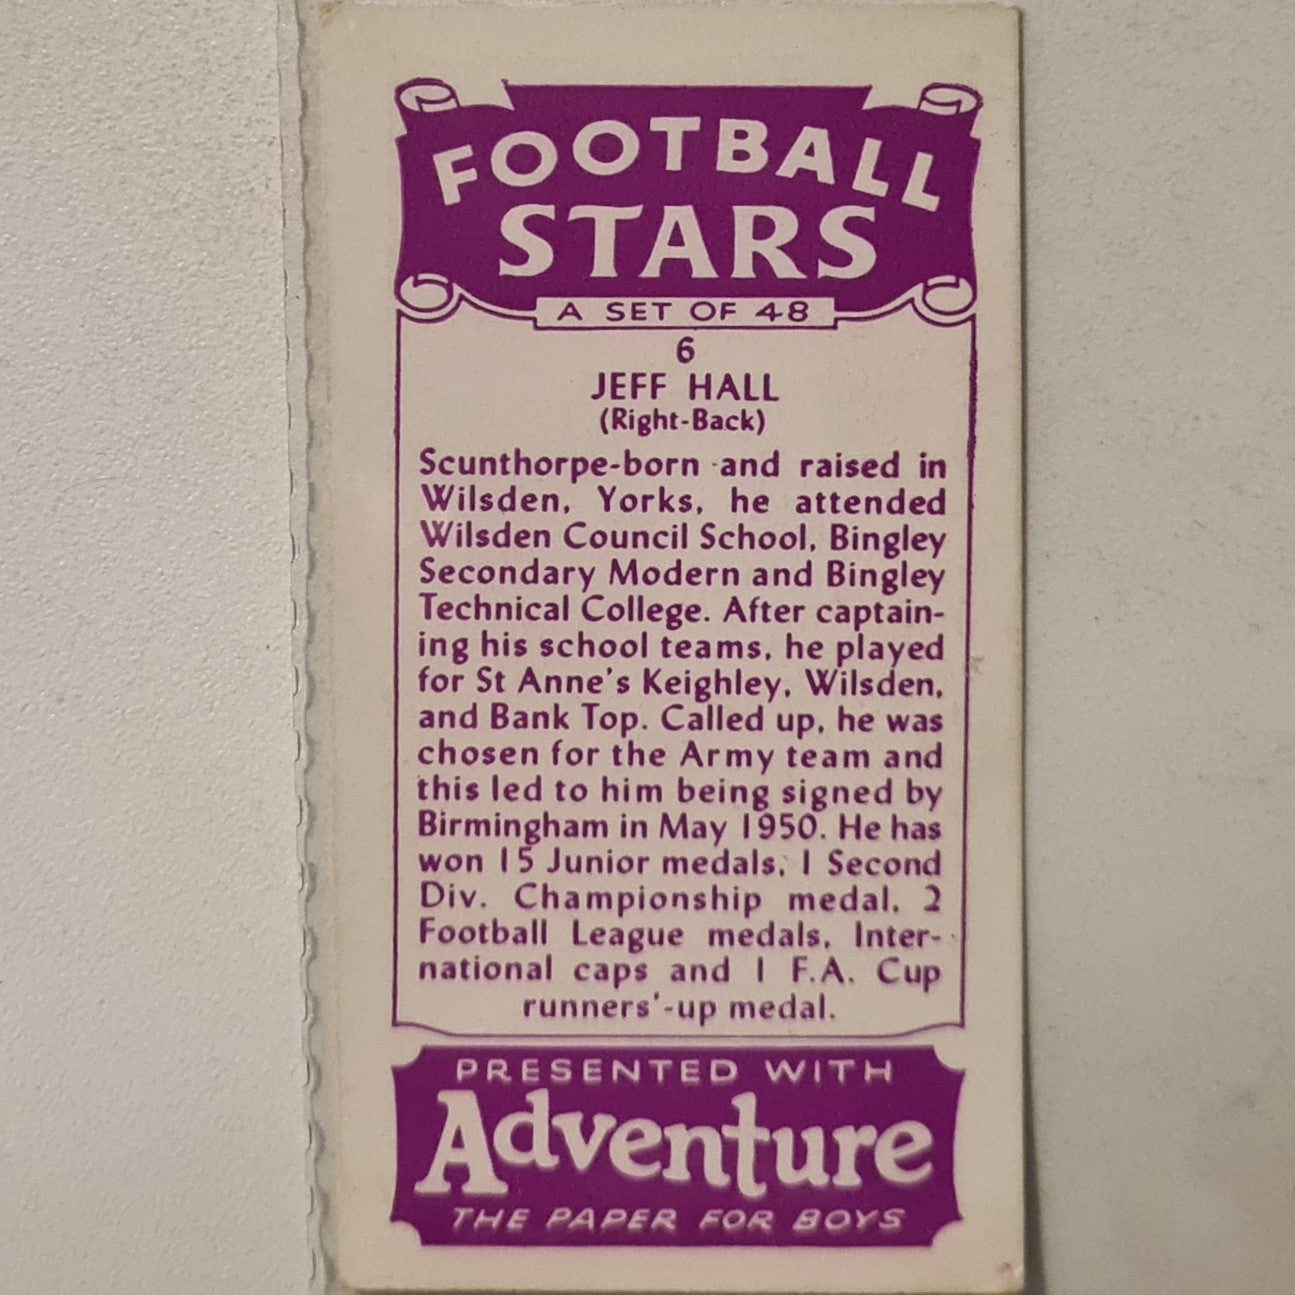 FOOTBALL
STARS
A SET OF 48
6
JEFF HALL
(Right-Back)
Scunthorpe-born and raised in
Wilsden, Yorks, he attended
Wilsden Council School, Bingley
Secondary Modern and Bingley
Technical College. After captain-
ing his school teams, he played
for St Anne's Keighley, Wilsden,
and Bank Top. Called up, he was
chosen for the Army team and
this led to him being signed by
Birmingham in May 1950. He has
won 15 Junior medals, 1 Second
Div. Championship medal, 2
Football League medals, Inter-
national caps and 1 F.A. Cup
runners'-up medal.
PRESENTED WITH
Adventure
THE PAPER FOR BOYS